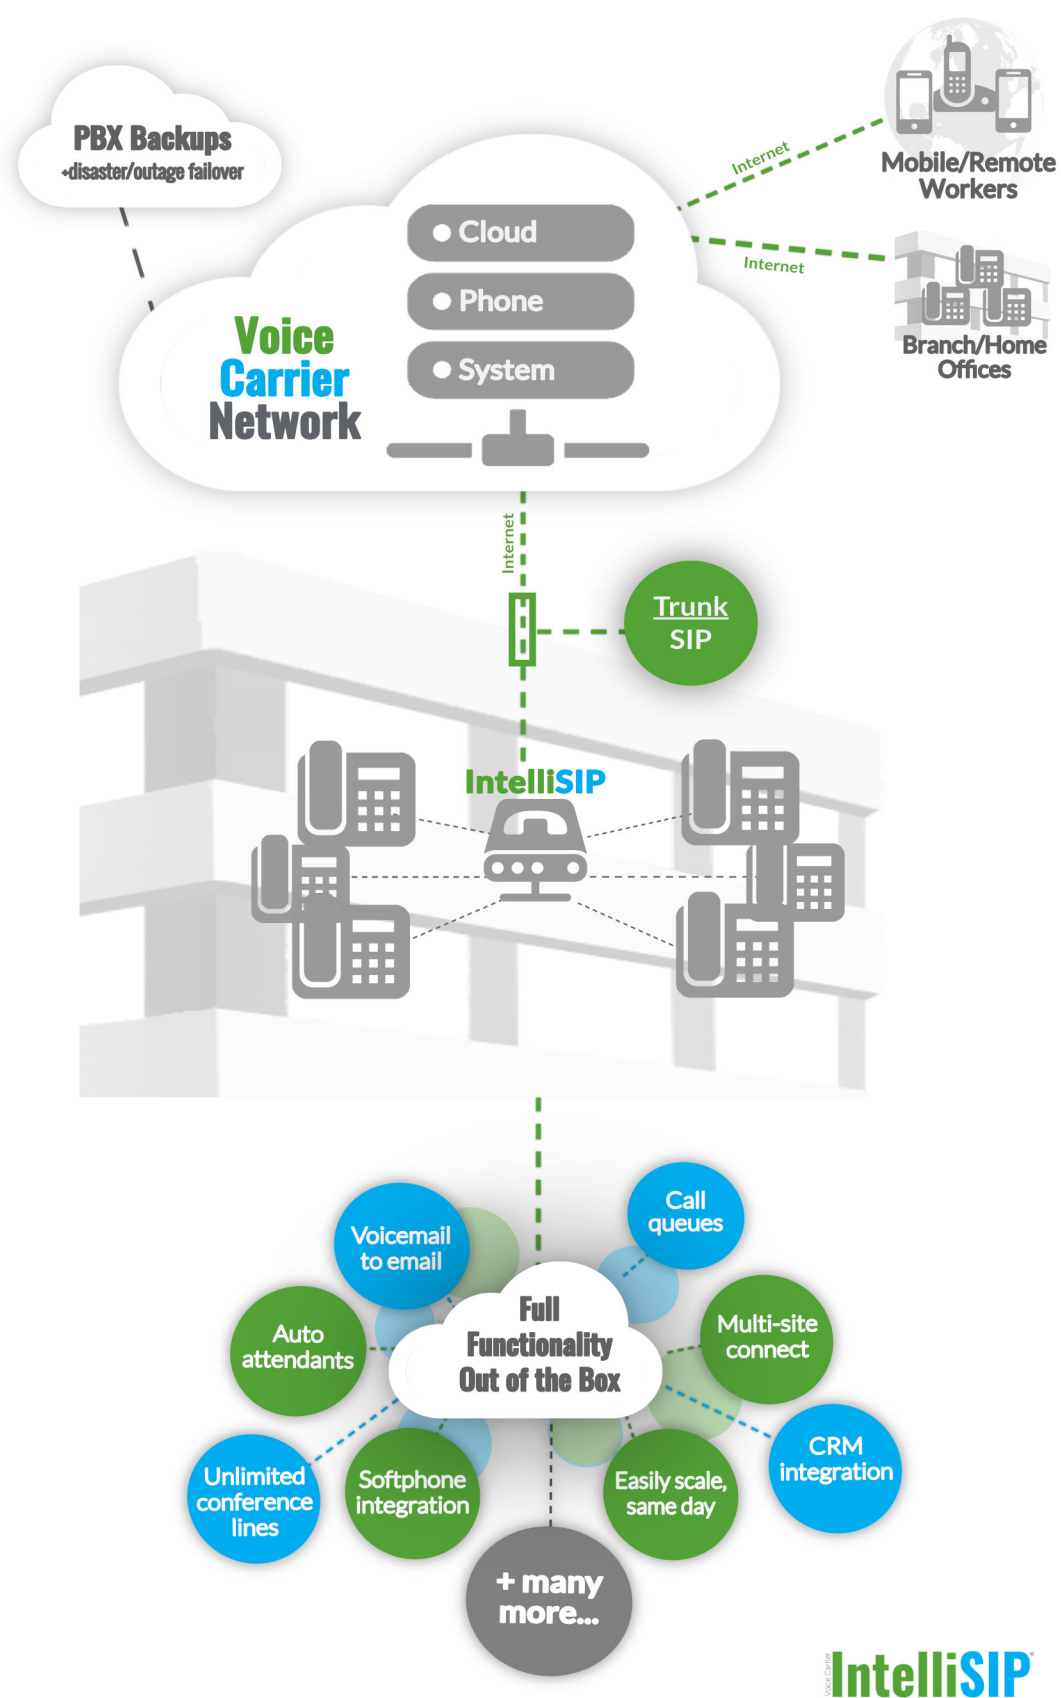 PBX Backups
+disaster/outage failover
Internet
Mobile/Remote
Workers
Internet
Branch/Home
Offices
Cloud
Phone
System
Voice
Carrier
Network
Internet
Trunk
SIP
IntelliSIP
Call
queues
Voicemail
to email
Full
Functionality
Out of the Box
Auto
attendants
Multi-site
connect
Unlimited
conference
lines
Softphone
integration
Easily scale,
same day
CRM
integration
+ many
more...
Voice Carrier
IntelliSIP®